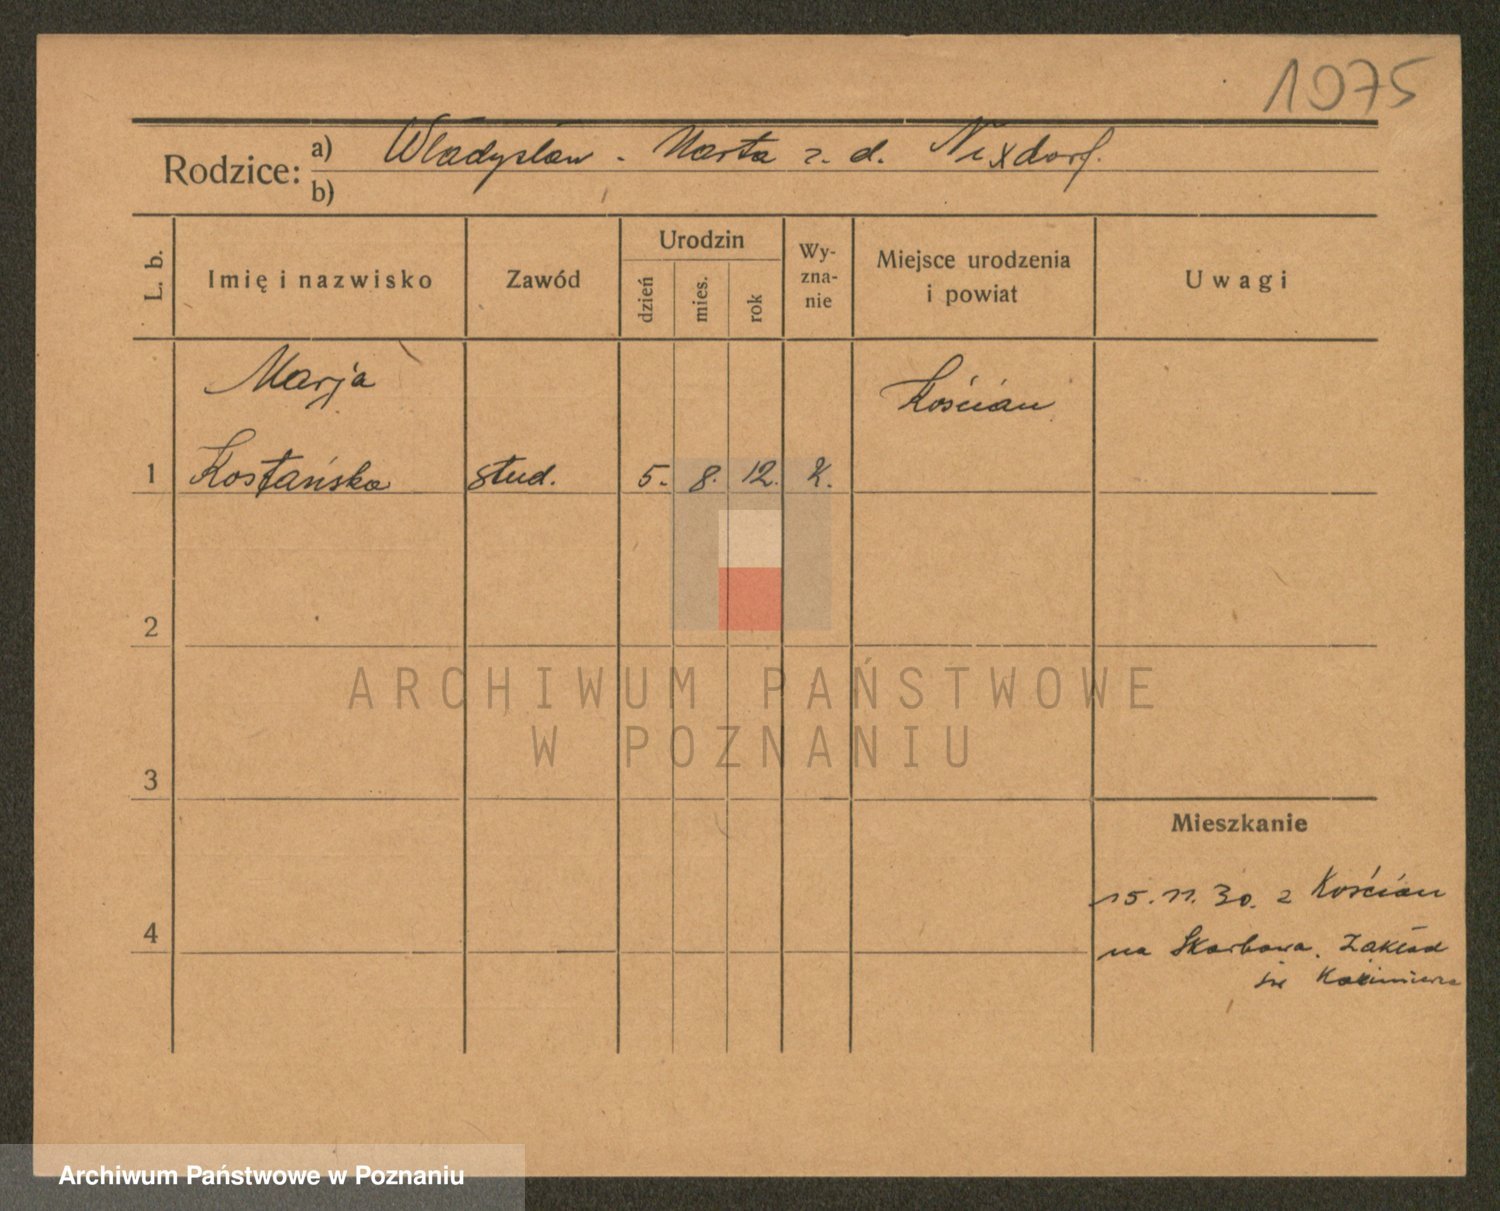 1075
Rodzice: a) Władysław - Marta z. d. Nixdorf.
b)
L. b.
Imię i nazwisko
Zawód
Urodzin
dzień
mies.
rok
Wy-
zna-
nie
Miejsce urodzenia
i powiat
Uwagi
Marja
Kościan
1 Kostańska stud. 5. 8. 12. K.
2
3
Mieszkanie
15.11.30. z Kościan
4
na Skarbowa. Zakład
ARCHIWUM PAŃSTWOWE
W POZNANIU
Archiwum Państwowe w Poznaniu